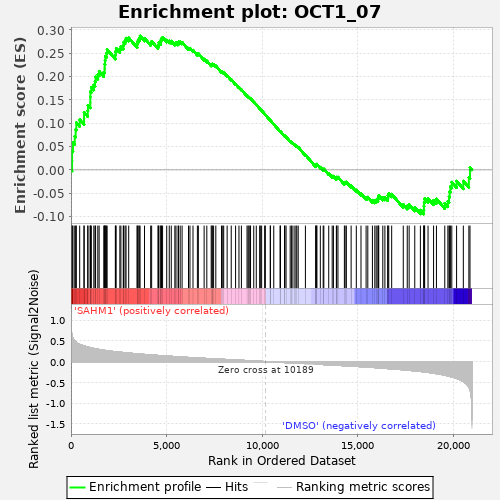 Enrichment plot: OCT1_07
Enrichment score (ES)
0.30
0.25
0.20
0.15
0.10
0.05
0.00
-0.05
-0.10
'SAHM1' (positively correlated)
Ranked list metric (Signal2Noise)
1.0
0.5
0.0
-0.5
-1.0
-1.5
Zero cross at 10189
'DMSO' (negatively correlated)
0
5,000
10,000
15,000
20,000
Rank in Ordered Dataset
Enrichment profile
Hits
Ranking metric scores